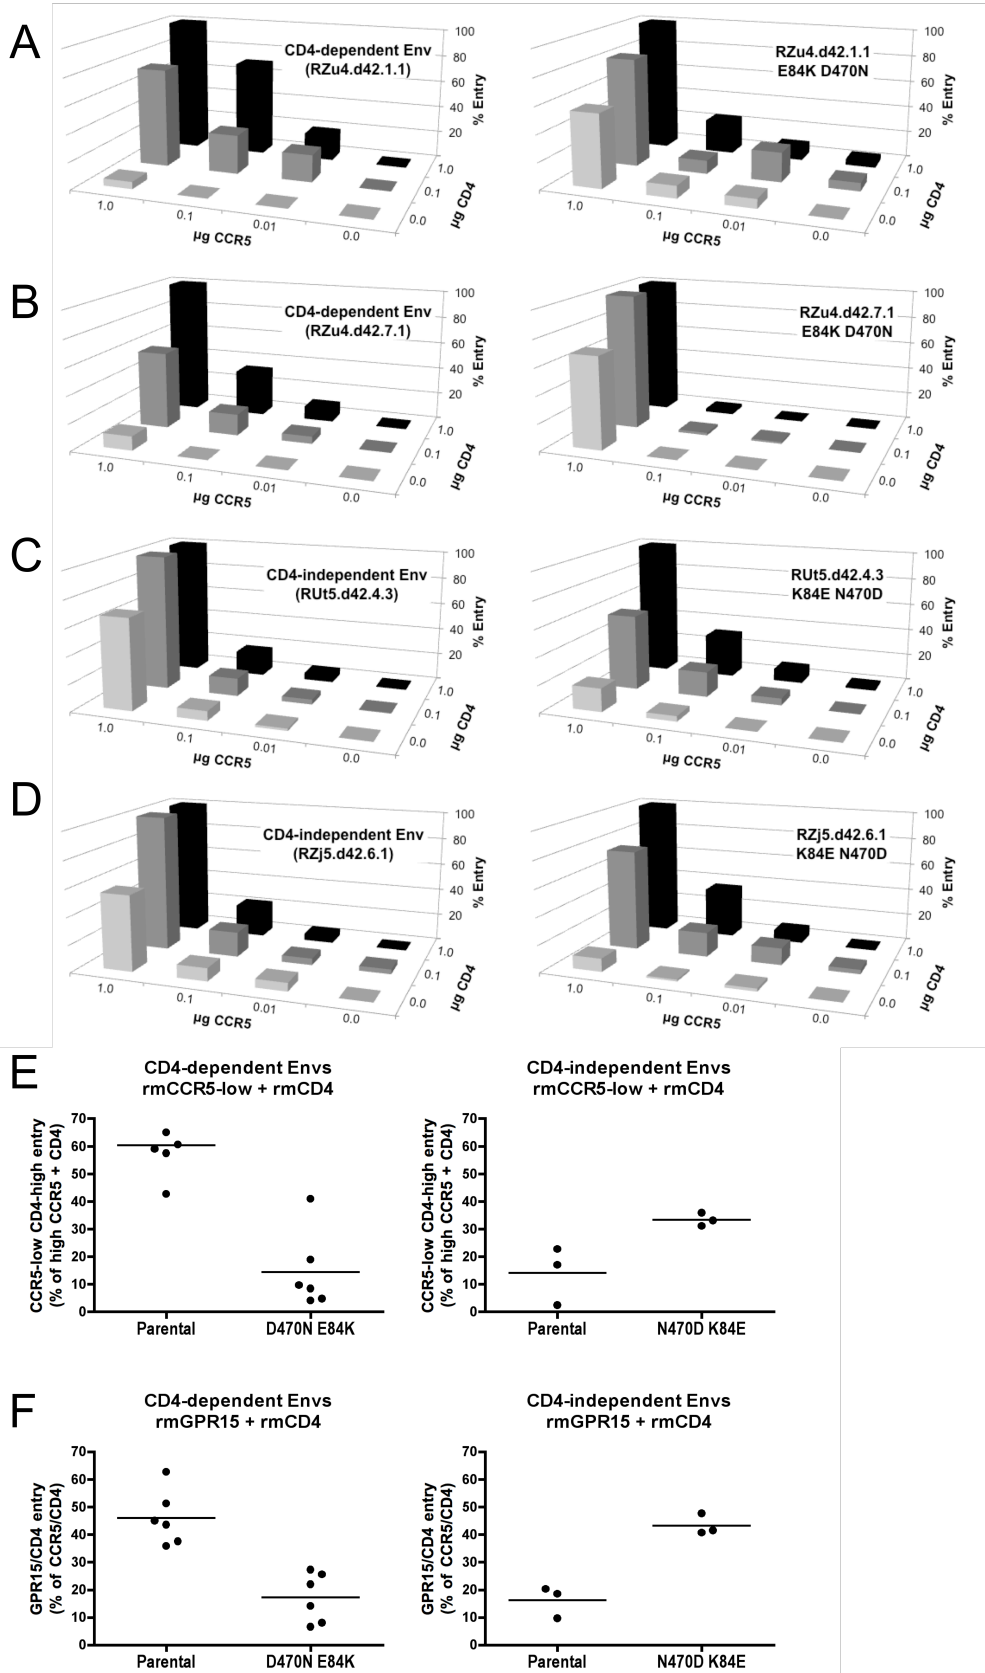 A
CD4-dependent Env
(RZu4.d42.1.1)
100
80
60
40
20
% Entry
1.0
0.1
0.0
µg CD4
1.0
0.1
0.01
0.0
µg CCR5
RZu4.d42.1.1
E84K D470N
100
80
60
40
20
% Entry
1.0
0.1
0.0
µg CD4
1.0
0.1
0.01
0.0
µg CCR5
B
CD4-dependent Env
(RZu4.d42.7.1)
100
80
60
40
20
% Entry
1.0
0.1
0.0
µg CD4
1.0
0.1
0.01
0.0
µg CCR5
RZu4.d42.7.1
E84K D470N
100
80
60
40
20
% Entry
1.0
0.1
0.0
µg CD4
1.0
0.1
0.01
0.0
µg CCR5
C
CD4-independent Env
(RUt5.d42.4.3)
100
80
60
40
20
% Entry
1.0
0.1
0.0
µg CD4
1.0
0.1
0.01
0.0
µg CCR5
RUt5.d42.4.3
K84E N470D
100
80
60
40
20
% Entry
1.0
0.1
0.0
µg CD4
1.0
0.1
0.01
0.0
µg CCR5
D
CD4-independent Env
(RZj5.d42.6.1)
100
80
60
40
20
% Entry
1.0
0.1
0.0
µg CD4
1.0
0.1
0.01
0.0
µg CCR5
RZj5.d42.6.1
K84E N470D
100
80
60
40
20
% Entry
1.0
0.1
0.0
µg CD4
1.0
0.1
0.01
0.0
µg CCR5
E
CD4-dependent Envs
rmCCR5-low + rmCD4
CCR5-low CD4-high entry
(% of high CCR5 + CD4)
70
60
50
40
30
20
10
0
Parental
D470N E84K
CD4-independent Envs
rmCCR5-low + rmCD4
CCR5-low CD4-high entry
(% of high CCR5 + CD4)
70
60
50
40
30
20
10
0
Parental
N470D K84E
F
CD4-dependent Envs
rmGPR15 + rmCD4
GPR15/CD4 entry
(% of CCR5/CD4)
70
60
50
40
30
20
10
0
Parental
D470N E84K
CD4-independent Envs
rmGPR15 + rmCD4
GPR15/CD4 entry
(% of CCR5/CD4)
70
60
50
40
30
20
10
0
Parental
N470D K84E